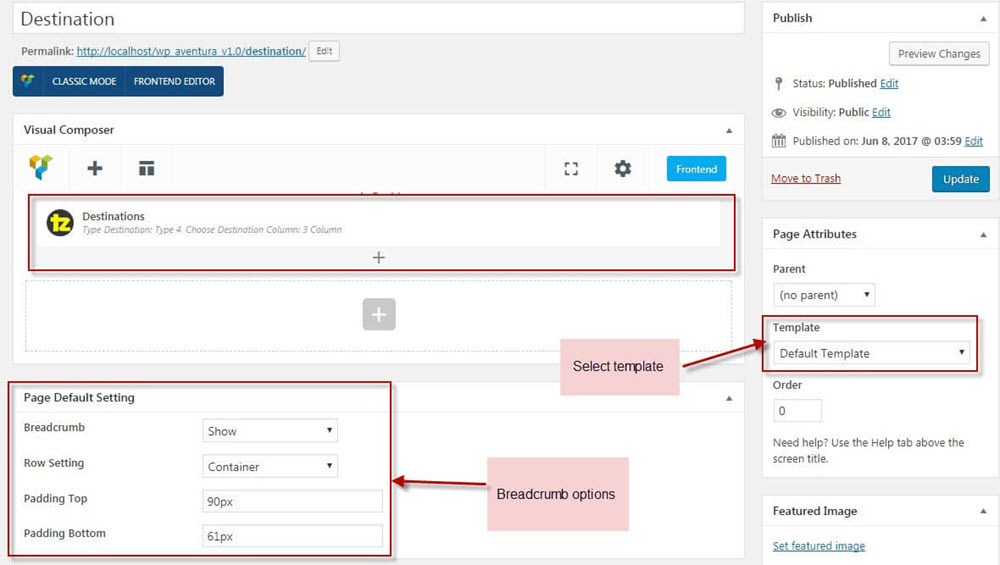 Destination
Permalink: http://localhost/wp_aventura_v1.0/destination/ Edit
CLASSIC MODE FRONTEND EDITOR
Visual Composer
Frontend
tz
Destinations
Type Destination: Type 4 Choose Destination Column: 3 Column
Select template
Page Default Setting
Breadcrumb Show
Row Setting Container
Padding Top 90px
Padding Bottom 61px
Breadcrumb options
Publish
Preview Changes
Status: Published Edit
Visibility: Public Edit
Published on: Jun 8, 2017 @ 03:59 Edit
Move to Trash Update
Page Attributes
Parent
(no parent)
Template
Default Template
Order
0
Need help? Use the Help tab above the
screen title.
Featured Image
Set featured image